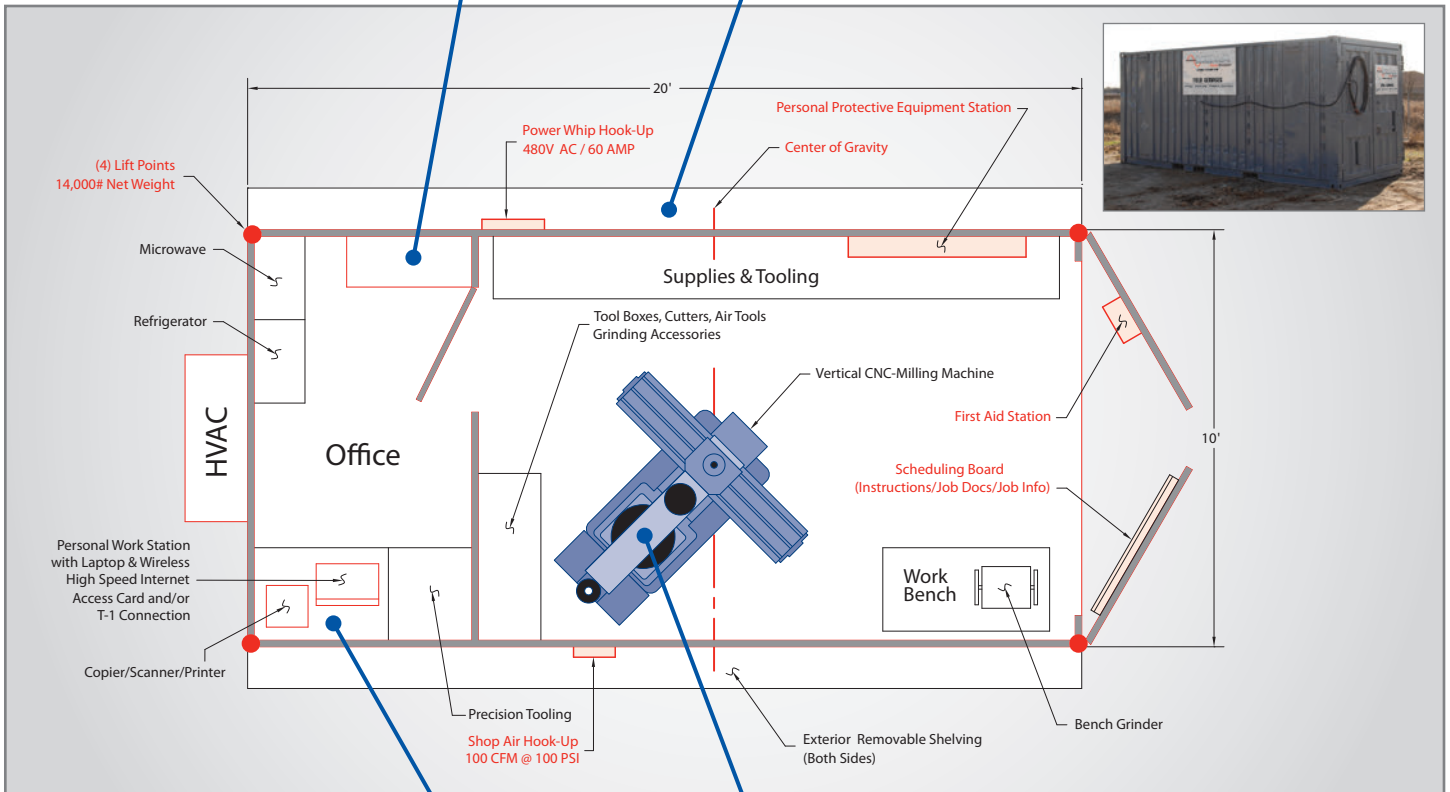 20'
Power Whip Hook-Up
480V AC / 60 AMP
Personal Protective Equipment Station
Center of Gravity
(4) Lift Points
14,000# Net Weight
Microwave
Refrigerator
Supplies & Tooling
Tool Boxes, Cutters, Air Tools
Grinding Accessories
Vertical CNC-Milling Machine
First Aid Station
10'
HVAC
Office
Scheduling Board
(Instructions/Job Docs/Job Info)
Personal Work Station
with Laptop & Wireless
High Speed Internet
Access Card and/or
T-1 Connection
Work
Bench
Copier/Scanner/Printer
Precision Tooling
Shop Air Hook-Up
100 CFM @ 100 PSI
Exterior Removable Shelving
(Both Sides)
Bench Grinder